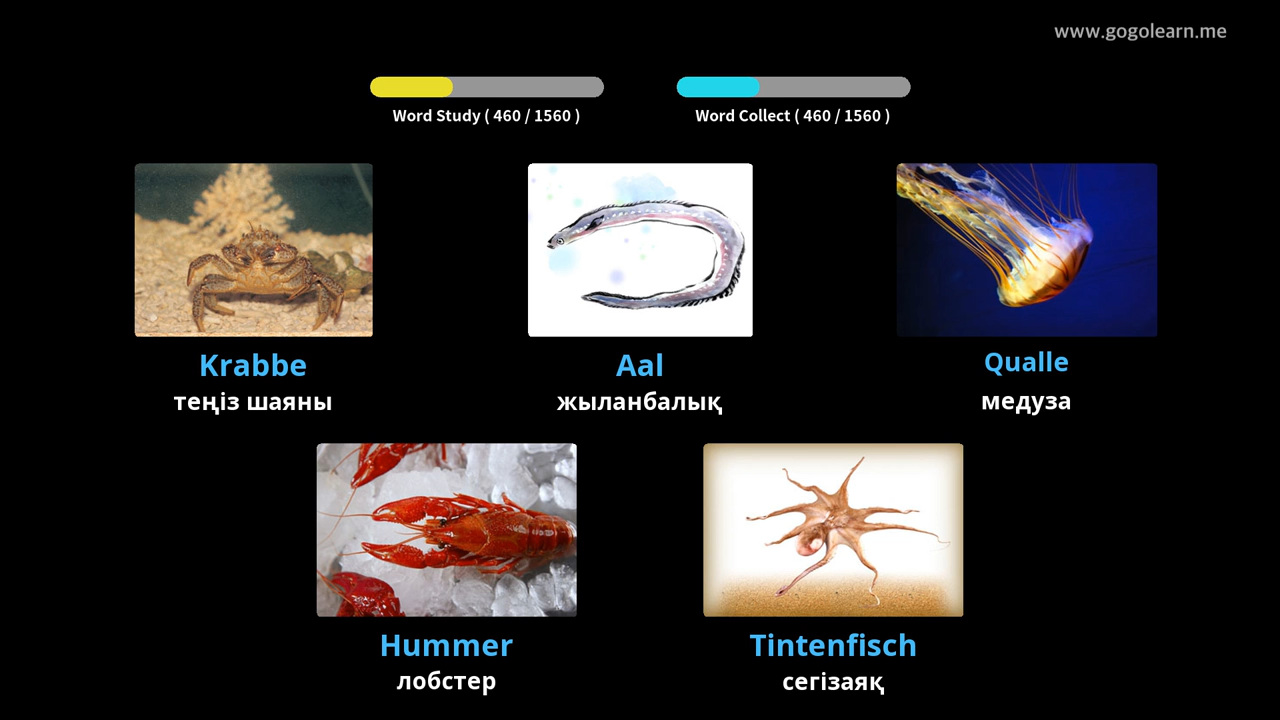 www.gogolearn.me
Word Study ( 460 / 1560 )
Word Collect ( 460 / 1560 )
Krabbe
теңіз шаяны
Aal
жыланбалық
Qualle
медуза
Hummer
лобстер
Tintenfisch
сегізаяқ